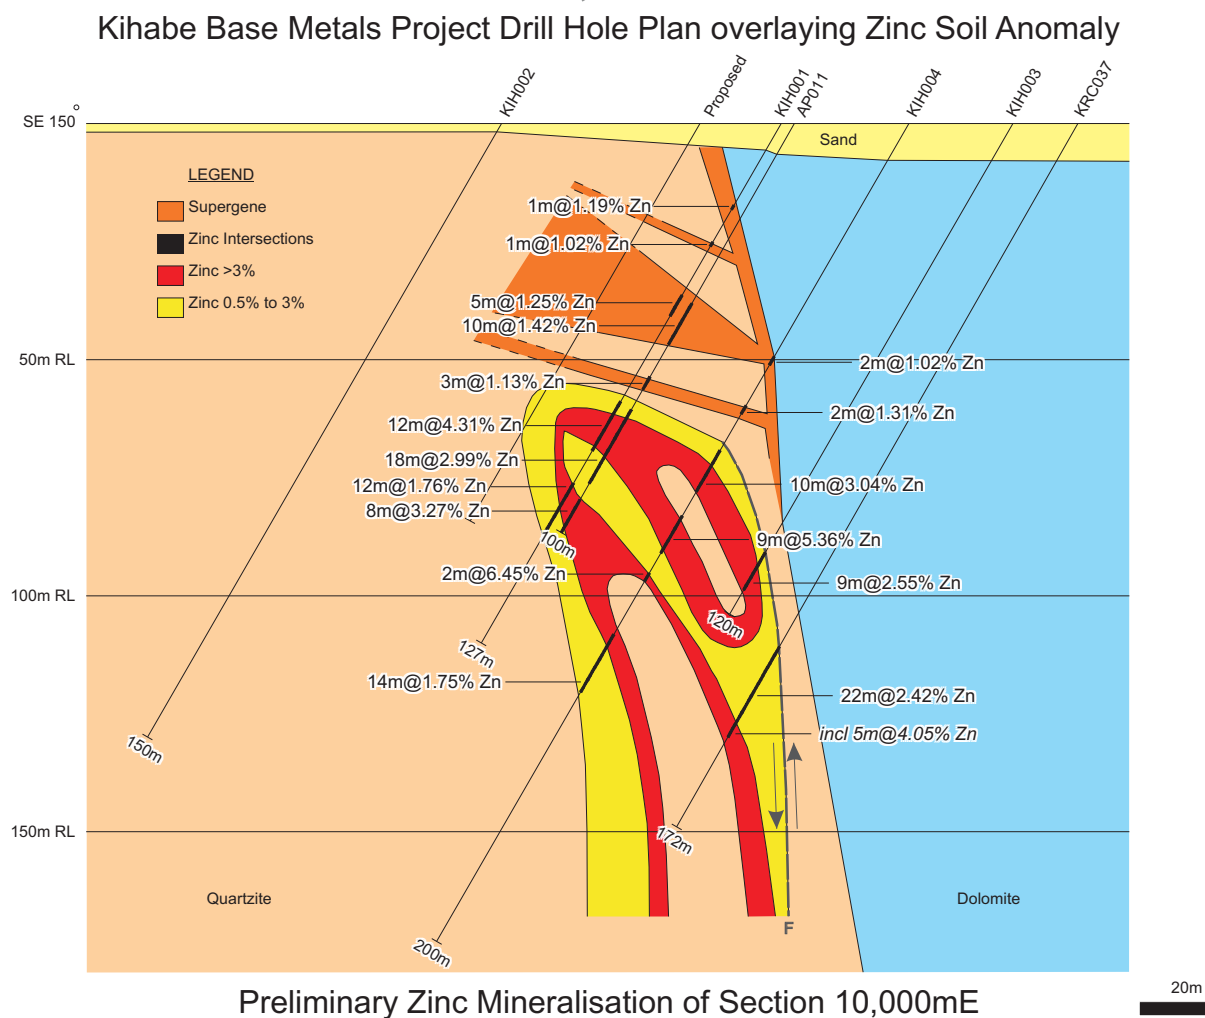 Kihabe Base Metals Project Drill Hole Plan overlaying Zinc Soil Anomaly
KIH002
Proposed
KIH001
AP011
KIH004
KIH003
KRC037
SE 150°
Sand
LEGEND
Supergene
Zinc Intersections
Zinc >3%
Zinc 0.5% to 3%
1m@1.19% Zn
1m@1.02% Zn
5m@1.25% Zn
10m@1.42% Zn
50m RL
2m@1.02% Zn
3m@1.13% Zn
2m@1.31% Zn
12m@4.31% Zn
18m@2.99% Zn
12m@1.76% Zn
10m@3.04% Zn
8m@3.27% Zn
100m
9m@5.36% Zn
2m@6.45% Zn
9m@2.55% Zn
100m RL
120m
127m
14m@1.75% Zn
22m@2.42% Zn
incl 5m@4.05% Zn
150m
150m RL
172m
Quartzite
Dolomite
F
200m
Preliminary Zinc Mineralisation of Section 10,000mE
20m